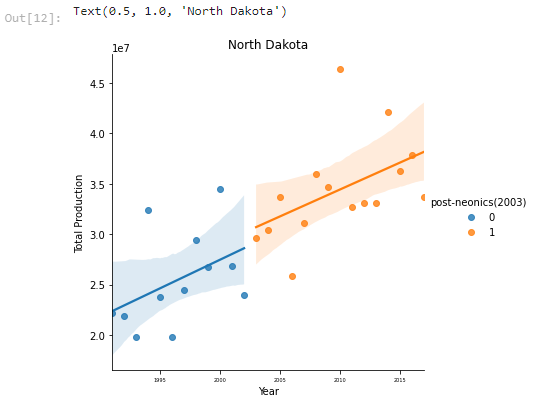 Out[12]:
Text(0.5, 1.0, 'North Dakota')
1e7
North Dakota
4.5
4.0
3.5
3.0
2.5
2.0
Total Production
1995
2000
2005
2010
2015
Year
post-neonics(2003)
0
1